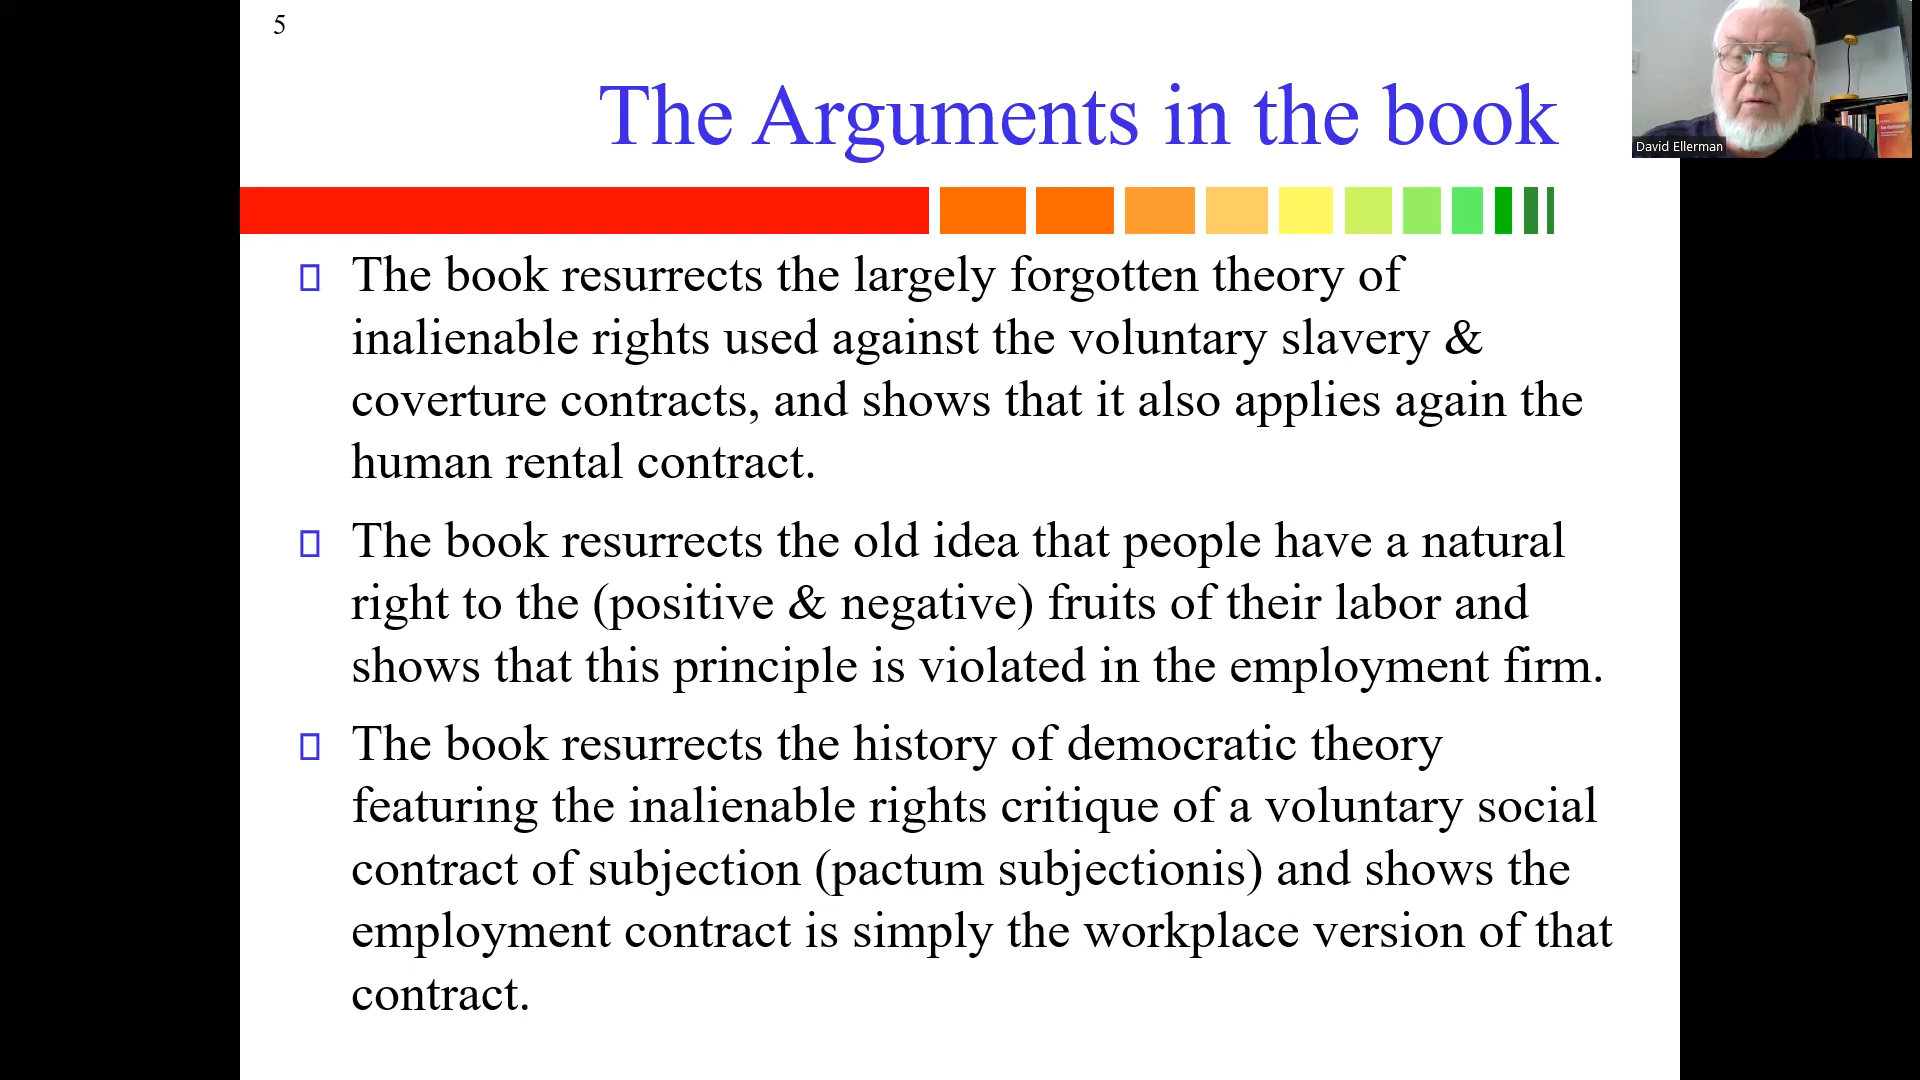 5
The Arguments in the book
David Ellerman
The book resurrects the largely forgotten theory of
inalienable rights used against the voluntary slavery &
coverture contracts, and shows that it also applies again the
human rental contract.
The book resurrects the old idea that people have a natural
right to the (positive & negative) fruits of their labor and
shows that this principle is violated in the employment firm.
The book resurrects the history of democratic theory
featuring the inalienable rights critique of a voluntary social
contract of subjection (pactum subjectionis) and shows the
employment contract is simply the workplace version of that
contract.